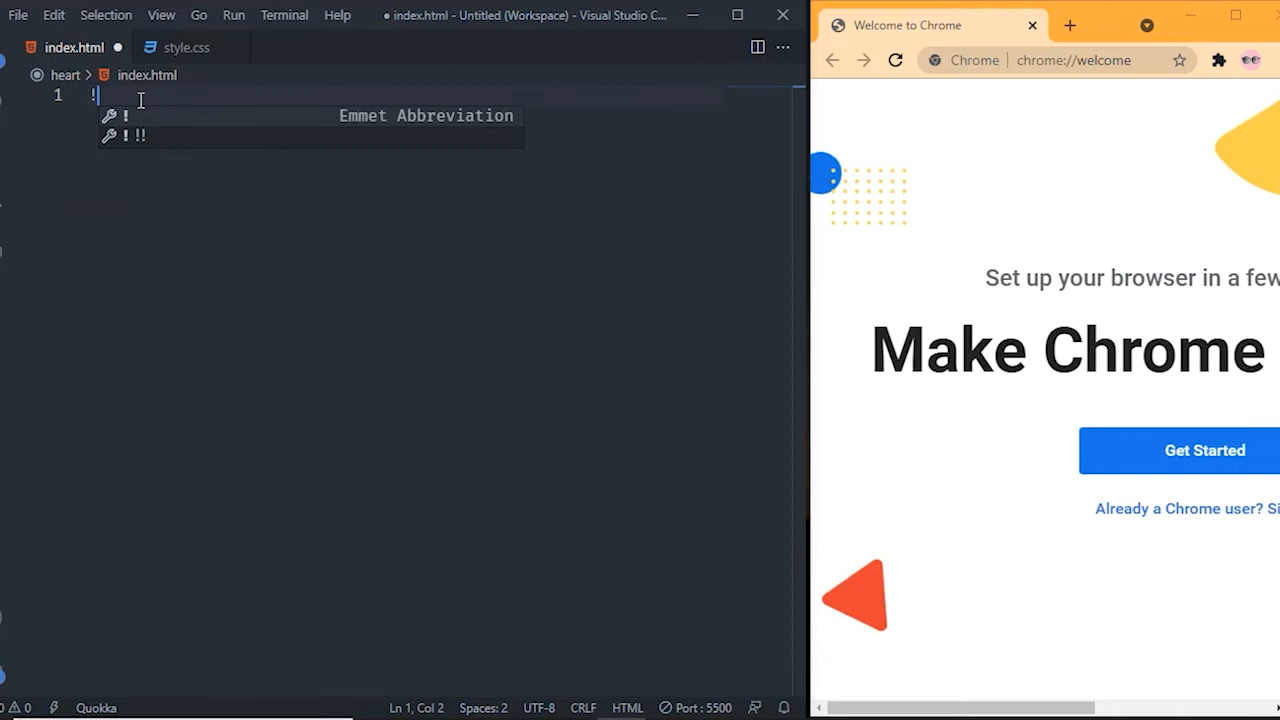 File Edit Selection View Go Run Terminal Help ● index.html - Untitled (Workspace) - Visual Studio C...
index.html ● style.css
heart > index.html
1 !
! Emmet Abbreviation
! !!
0 Quokka Ln 1, Col 2 Spaces: 2 UTF-8 CRLF HTML Port : 5500
Welcome to Chrome
Chrome | chrome://welcome
Set up your browser in a few
Make Chrome
Get Started
Already a Chrome user? Si